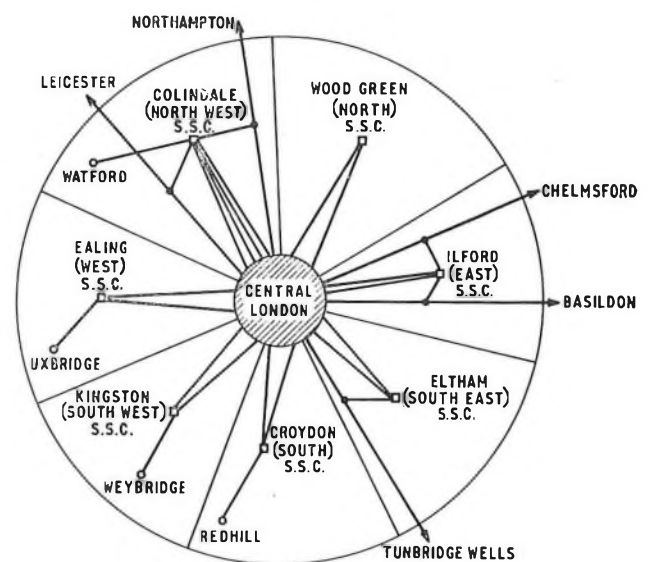 NORTHAMPTON
LEICESTER
COLINDALE
(NORTH WEST)
S.S.C.
WOOD GREEN
(NORTH)
S.S.C.
WATFORD
CHELMSFORD
EALING
(WEST)
S.S.C.
ILFORD
(EAST)
S.S.C.
CENTRAL
LONDON
BASILDON
UXBRIDGE
KINGSTON
(SOUTH WEST)
S.S.C.
ELTHAM
(SOUTH EAST)
S.S.C.
CROYDON
(SOUTH)
S.S.C.
WEYBRIDGE
REDHILL
TUNBRIDGE WELLS